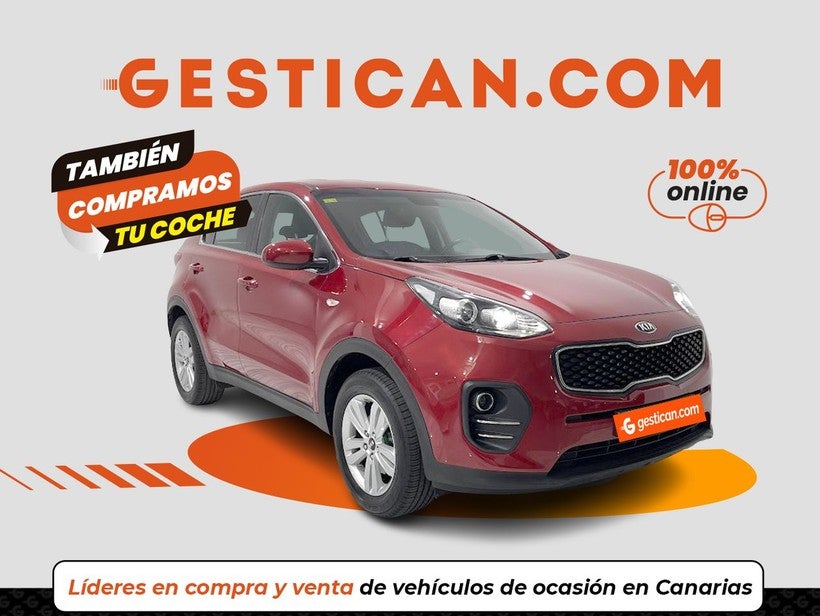 GESTICAN.COM
TAMBIÉN
COMPRAMOS
TU COCHE
100%
online
KIA
gestican.com
Líderes en compra y venta de vehículos de ocasión en Canarias